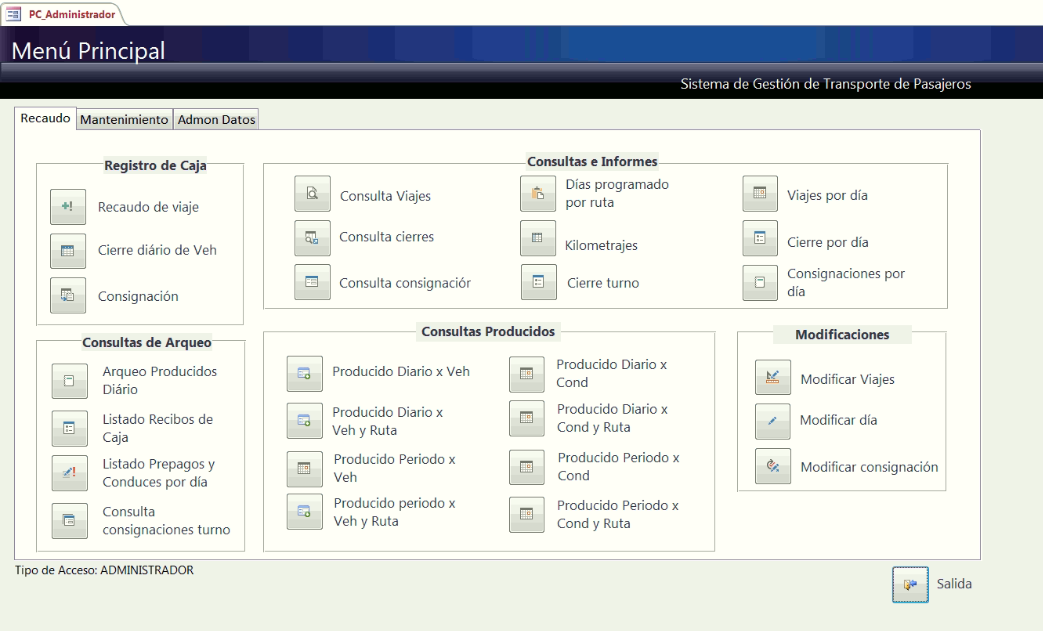 PC_Administrador
Menú Principal
Sistema de Gestión de Transporte de Pasajeros
Recaudo
Mantenimiento
Admon Datos
Registro de Caja
Recaudo de viaje
Cierre diário de Veh
Consignación
Consultas e Informes
Consulta Viajes
Consulta cierres
Consulta consignaciór
Días programado
por ruta
Kilometrajes
Cierre turno
Viajes por día
Cierre por día
Consignaciones por
día
Consultas de Arqueo
Arqueo Producidos
Diário
Listado Recibos de
Caja
Listado Prepagos y
Conduces por día
Consulta
consignaciones turno
Consultas Producidos
Producido Diario x Veh
Producido Diario x
Veh y Ruta
Producido Periodo x
Veh
Producido periodo x
Veh y Ruta
Producido Diario x
Cond
Producido Diario x
Cond y Ruta
Producido Periodo x
Cond
Producido Periodo x
Cond y Ruta
Modificaciones
Modificar Viajes
Modificar día
Modificar consignación
Tipo de Acceso: ADMINISTRADOR
Salida